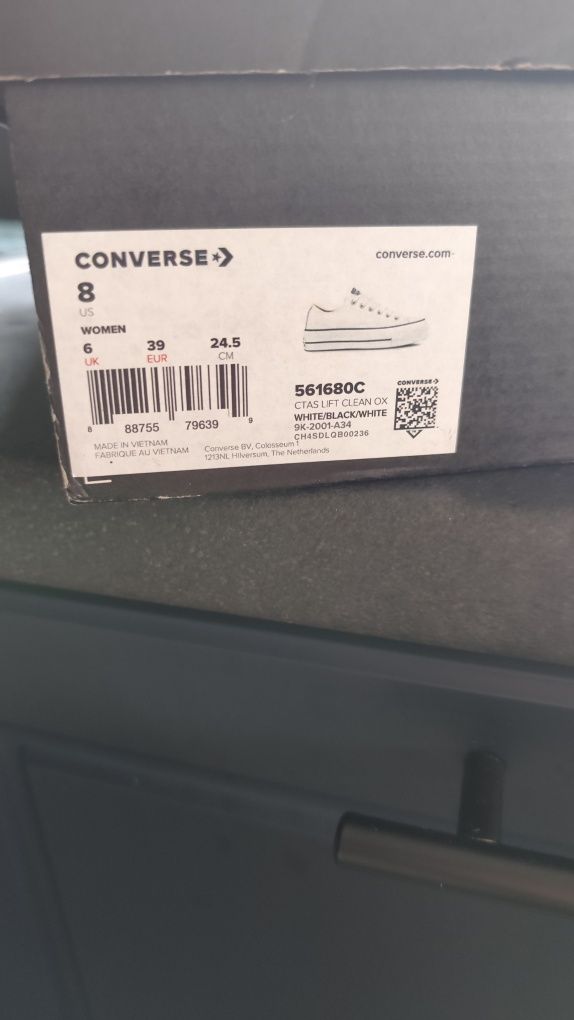 CONVERSE
converse.com
8
US
WOMEN
6 39 24.5
UK EUR CM
8 88755 79639 9
MADE IN VIETNAM
FABRIQUE AU VIETNAM
Converse BV, Colosseum 1
1213NL Hilversum, The Netherlands
561680C
CTAS LIFT CLEAN OX
WHITE/BLACK/WHITE
9K-2001-A34
CH4SDLQB00236
CONVERSE